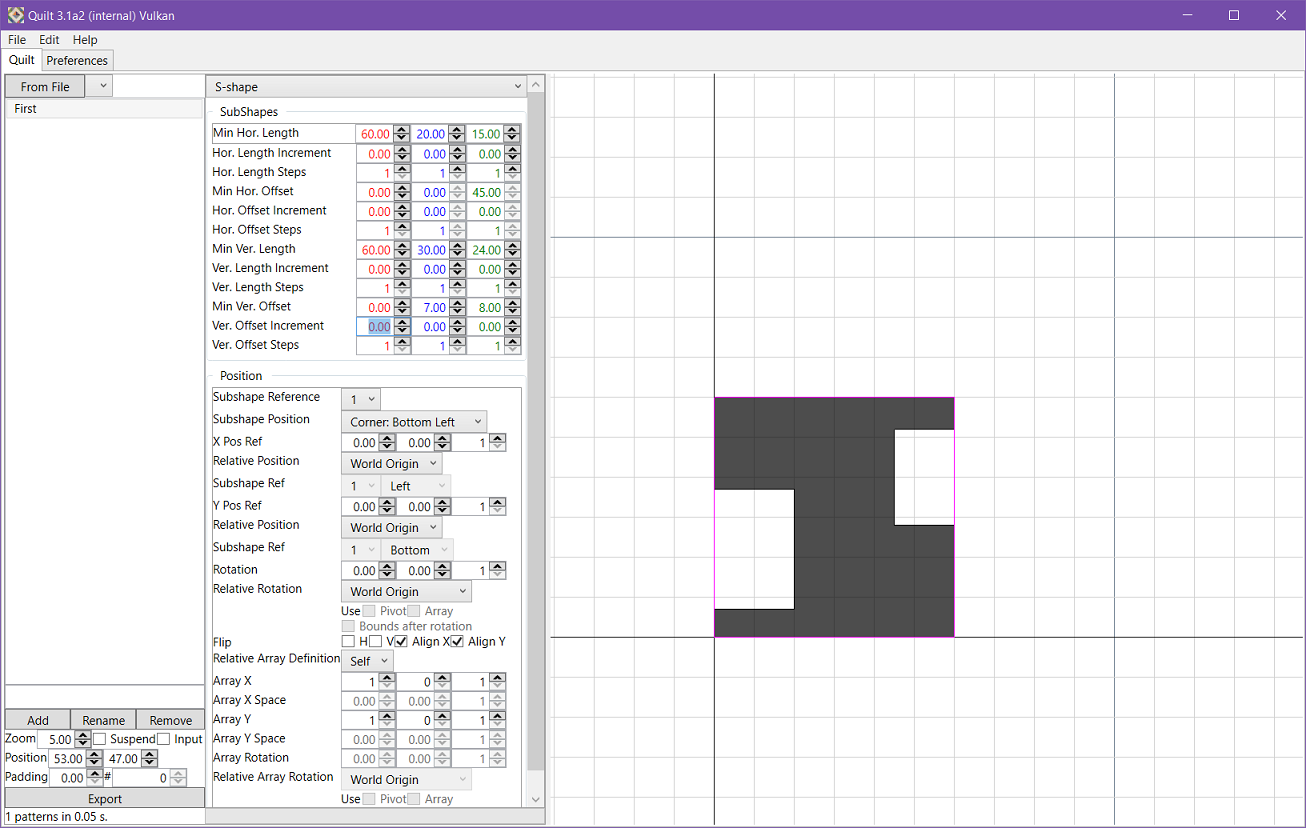 Quilt 3.1a2 (internal) Vulkan
File Edit Help
Quilt Preferences
From File
First
S-shape
SubShapes
Min Hor. Length 60.00 20.00 15.00
Hor. Length Increment 0.00 0.00 0.00
Hor. Length Steps 1 1 1
Min Hor. Offset 0.00 0.00 45.00
Hor. Offset Increment 0.00 0.00 0.00
Hor. Offset Steps 1 1 1
Min Ver. Length 60.00 30.00 24.00
Ver. Length Increment 0.00 0.00 0.00
Ver. Length Steps 1 1 1
Min Ver. Offset 0.00 7.00 8.00
Ver. Offset Increment 0.00 0.00 0.00
Ver. Offset Steps 1 1 1
Position
Subshape Reference 1
Subshape Position Corner: Bottom Left
X Pos Ref 0.00 0.00 1
Relative Position World Origin
Subshape Ref 1 Left
Y Pos Ref 0.00 0.00 1
Relative Position World Origin
Subshape Ref 1 Bottom
Rotation 0.00 0.00 1
Relative Rotation World Origin
Use Pivot Array
Bounds after rotation
Flip H V Align X Align Y
Relative Array Definition Self
Array X 1 0 1
Array X Space 0.00 0.00 1
Array Y 1 0 1
Array Y Space 0.00 0.00 1
Array Rotation 0.00 0.00 1
Relative Array Rotation World Origin
Use Pivot Array
Add Rename Remove
Zoom 5.00 Suspend Input
Position 53.00 47.00
Padding 0.00 # 0
Export
1 patterns in 0.05 s.